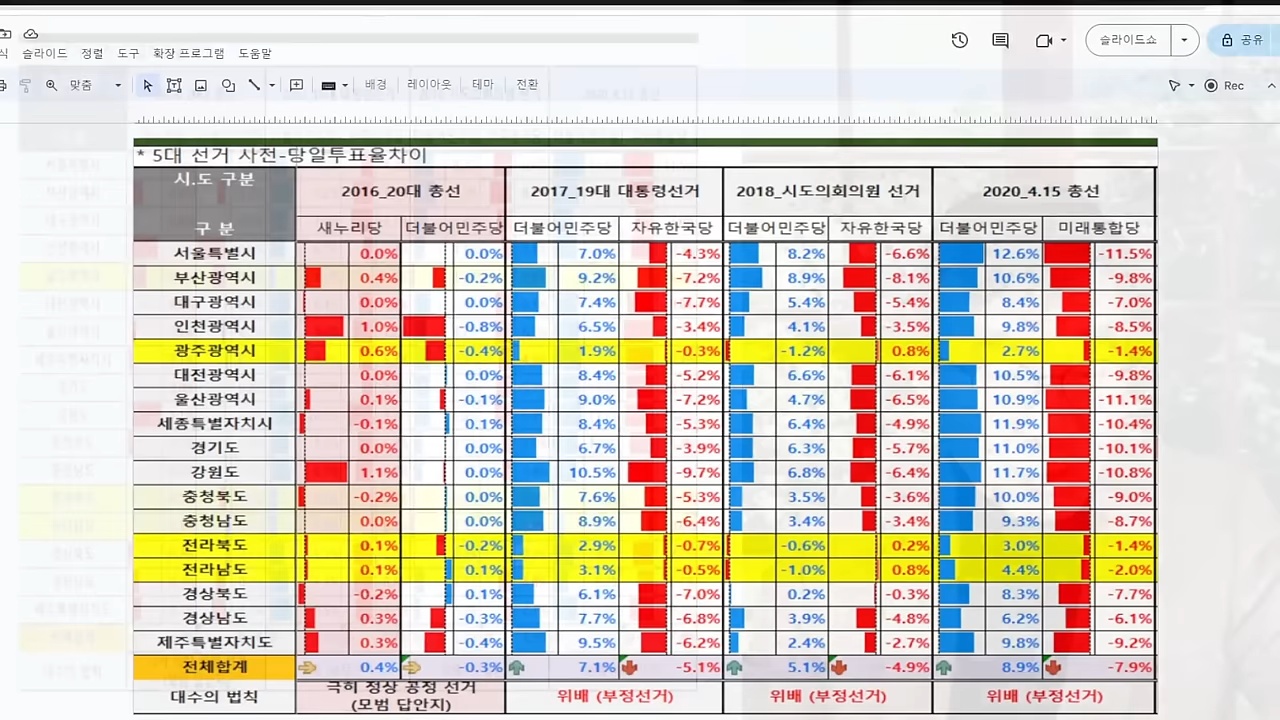 식 슬라이드 정렬 도구 확장 프로그램 도움말
슬라이드쇼 공유
맞춤 배경 레이아웃 테마 전환 Rec
* 5대 선거 사전-당일투표율차이
시.도 구분 2016_20대 총선 2017_19대 대통령선거 2018_시도의회의원 선거 2020_4.15 총선
구 분 새누리당 더불어민주당 더불어민주당 자유한국당 더불어민주당 자유한국당 더불어민주당 미래통합당
서울특별시 0.0% 0.0% 7.0% -4.3% 8.2% -6.6% 12.6% -11.5%
부산광역시 0.4% -0.2% 9.2% -7.2% 8.9% -8.1% 10.6% -9.8%
대구광역시 0.0% 0.0% 7.4% -7.7% 5.4% -5.4% 8.4% -7.0%
인천광역시 1.0% -0.8% 6.5% -3.4% 4.1% -3.5% 9.8% -8.5%
광주광역시 0.6% -0.4% 1.9% -0.3% -1.2% 0.8% 2.7% -1.4%
대전광역시 0.0% 0.0% 8.4% -5.2% 6.6% -6.1% 10.5% -9.8%
울산광역시 0.1% -0.1% 9.0% -7.2% 4.7% -6.5% 10.9% -11.1%
세종특별자치시 -0.1% 0.1% 8.4% -5.3% 6.4% -4.9% 11.9% -10.4%
경기도 0.0% 0.0% 6.7% -3.9% 6.3% -5.7% 11.0% -10.1%
강원도 1.1% 0.0% 10.5% -9.7% 6.8% -6.4% 11.7% -10.8%
충청북도 -0.2% 0.0% 7.6% -5.3% 3.5% -3.6% 10.0% -9.0%
충청남도 0.0% 0.0% 8.9% -6.4% 3.4% -3.4% 9.3% -8.7%
전라북도 0.1% -0.2% 2.9% -0.7% -0.6% 0.2% 3.0% -1.4%
전라남도 0.1% 0.1% 3.1% -0.5% -1.0% 0.8% 4.4% -2.0%
경상북도 -0.2% 0.1% 6.1% -7.0% 0.2% -0.3% 8.3% -7.7%
경상남도 0.3% -0.3% 7.7% -6.8% 3.9% -4.8% 6.2% -6.1%
제주특별자치도 0.3% -0.4% 9.5% -6.2% 2.4% -2.7% 9.8% -9.2%
전체합계 0.4% -0.3% 7.1% -5.1% 5.1% -4.9% 8.9% -7.9%
대수의 법칙 극히 정상 공정 선거 위배 (부정선거) 위배 (부정선거) 위배 (부정선거)
(모범 답안지)